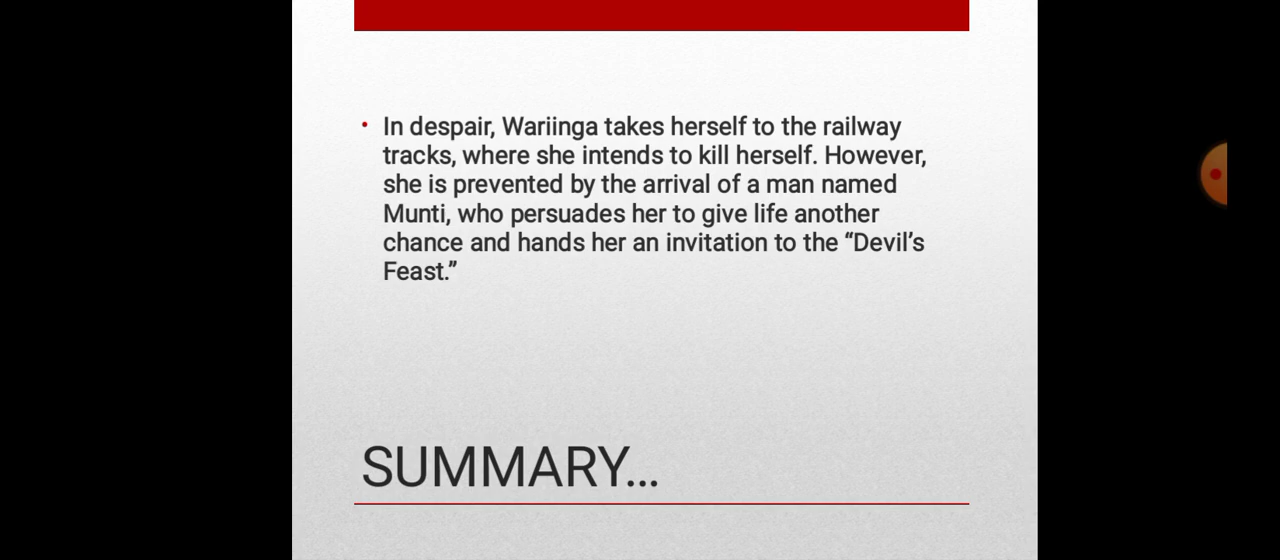 • In despair, Wariinga takes herself to the railway
tracks, where she intends to kill herself. However,
she is prevented by the arrival of a man named
Munti, who persuades her to give life another
chance and hands her an invitation to the “Devil’s
Feast.”
SUMMARY...